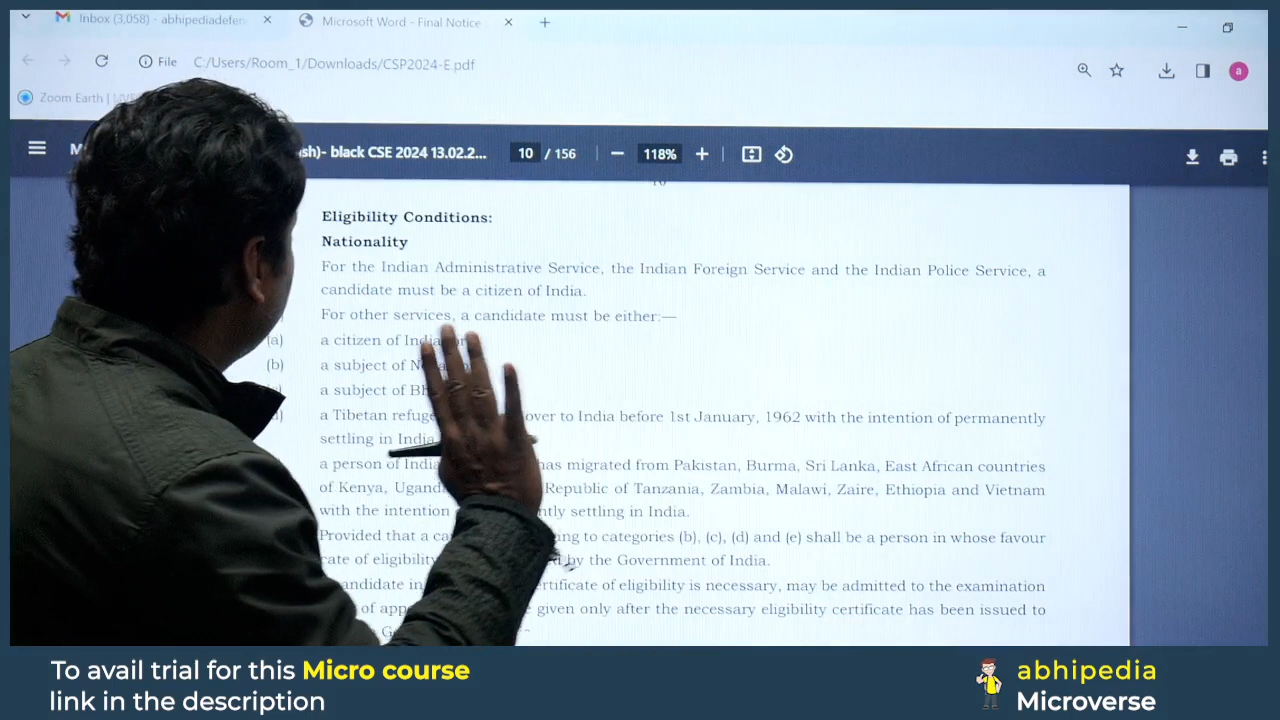 Inbox (3,058) - abhipediadefen
Microsoft Word - Final Notice
File C:/Users/Room_1/Downloads/CSP2024-E.pdf
Zoom Earth
sh)- black CSE 2024 13.02.2... 10 / 156 118%
10
Eligibility Conditions:
Nationality
For the Indian Administrative Service, the Indian Foreign Service and the Indian Police Service, a
candidate must be a citizen of India.
For other services, a candidate must be either:—
(a) a citizen of India or
(b) a subject of
a subject of
a Tibetan over to India before 1st January, 1962 with the intention of permanently
settling in India
a person of has migrated from Pakistan, Burma, Sri Lanka, East African countries
of Kenya, Republic of Tanzania, Zambia, Malawi, Zaire, Ethiopia and Vietnam
with the intention settling in India.
Provided that a to categories (b), (c), (d) and (e) shall be a person in whose favour
of eligibility by the Government of India.
in of eligibility is necessary, may be admitted to the examination
of given only after the necessary eligibility certificate has been issued to
To avail trial for this Micro course
link in the description
abhipedia
Microverse
a